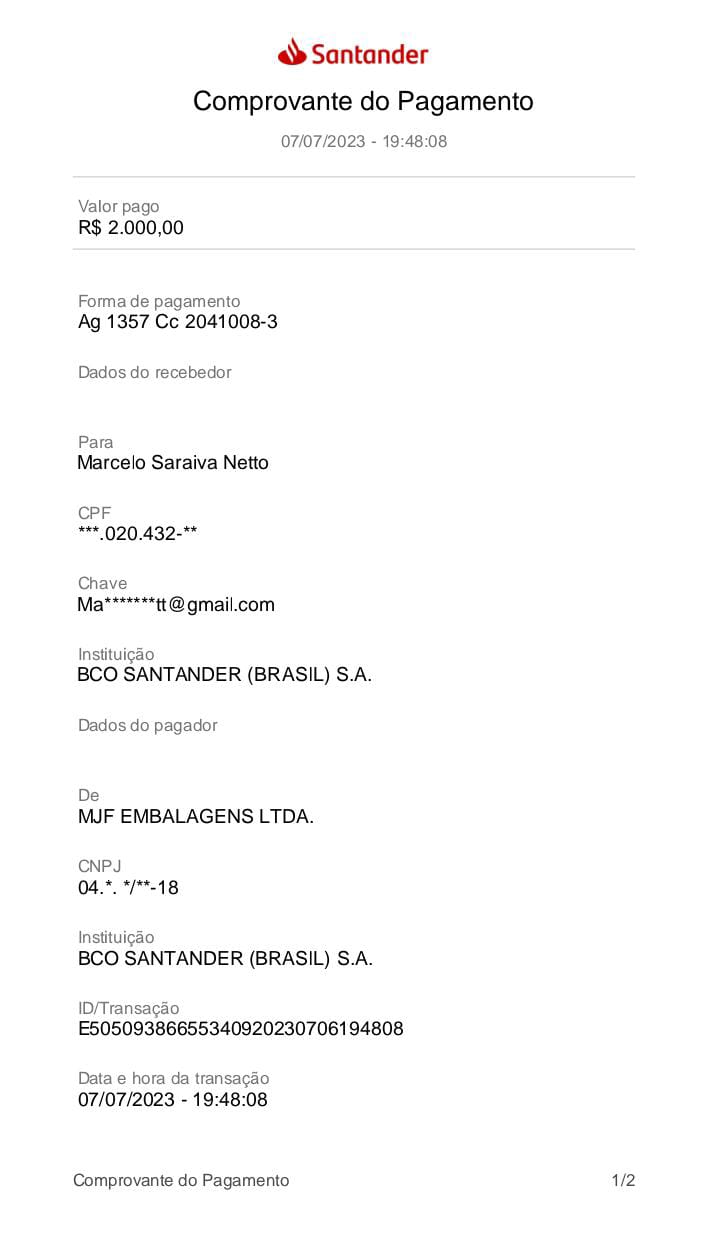 Santander
Comprovante do Pagamento
07/07/2023 - 19:48:08
Valor pago
R$ 2.000,00
Forma de pagamento
Ag 1357 Cc 2041008-3
Dados do recebedor
Para
Marcelo Saraiva Netto
CPF
***.020.432-**
Chave
Ma*******tt@gmail.com
Instituição
BCO SANTANDER (BRASIL) S.A.
Dados do pagador
De
MJF EMBALAGENS LTDA.
CNPJ
04.*. */**-18
Instituição
BCO SANTANDER (BRASIL) S.A.
ID/Transação
E50509386655340920230706194808
Data e hora da transação
07/07/2023 - 19:48:08
Comprovante do Pagamento 1/2